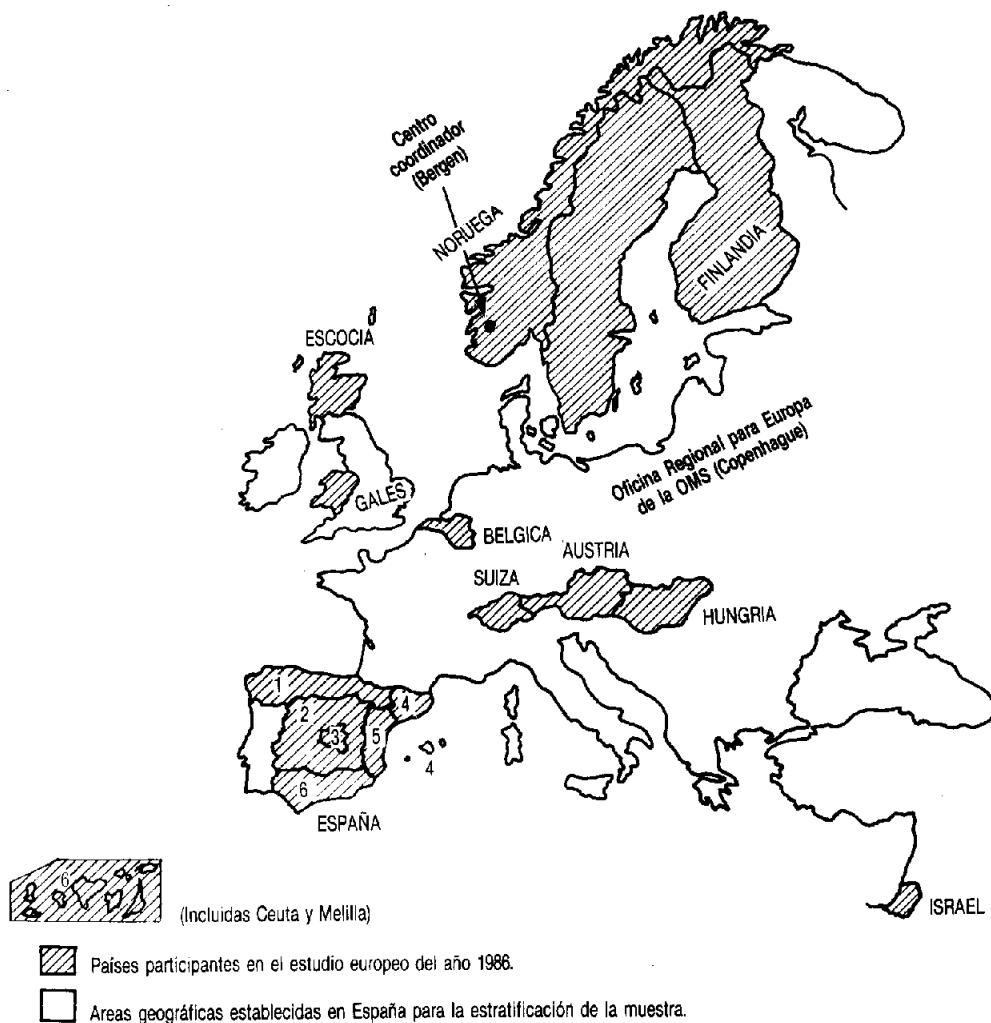 Centro
coordinador
(Bergen)
NORUEGA
FINLANDIA
ESCOCIA
Oficina Regional para Europa
de la OMS (Copenhague)
GALES
BELGICA
AUSTRIA
SUIZA
HUNGRIA
1
4
2
3
5
4
6
ESPAÑA
6
(Incluidas Ceuta y Melilla)
ISRAEL
Países participantes en el estudio europeo del año 1986.
Areas geográficas establecidas en España para la estratificación de la muestra.